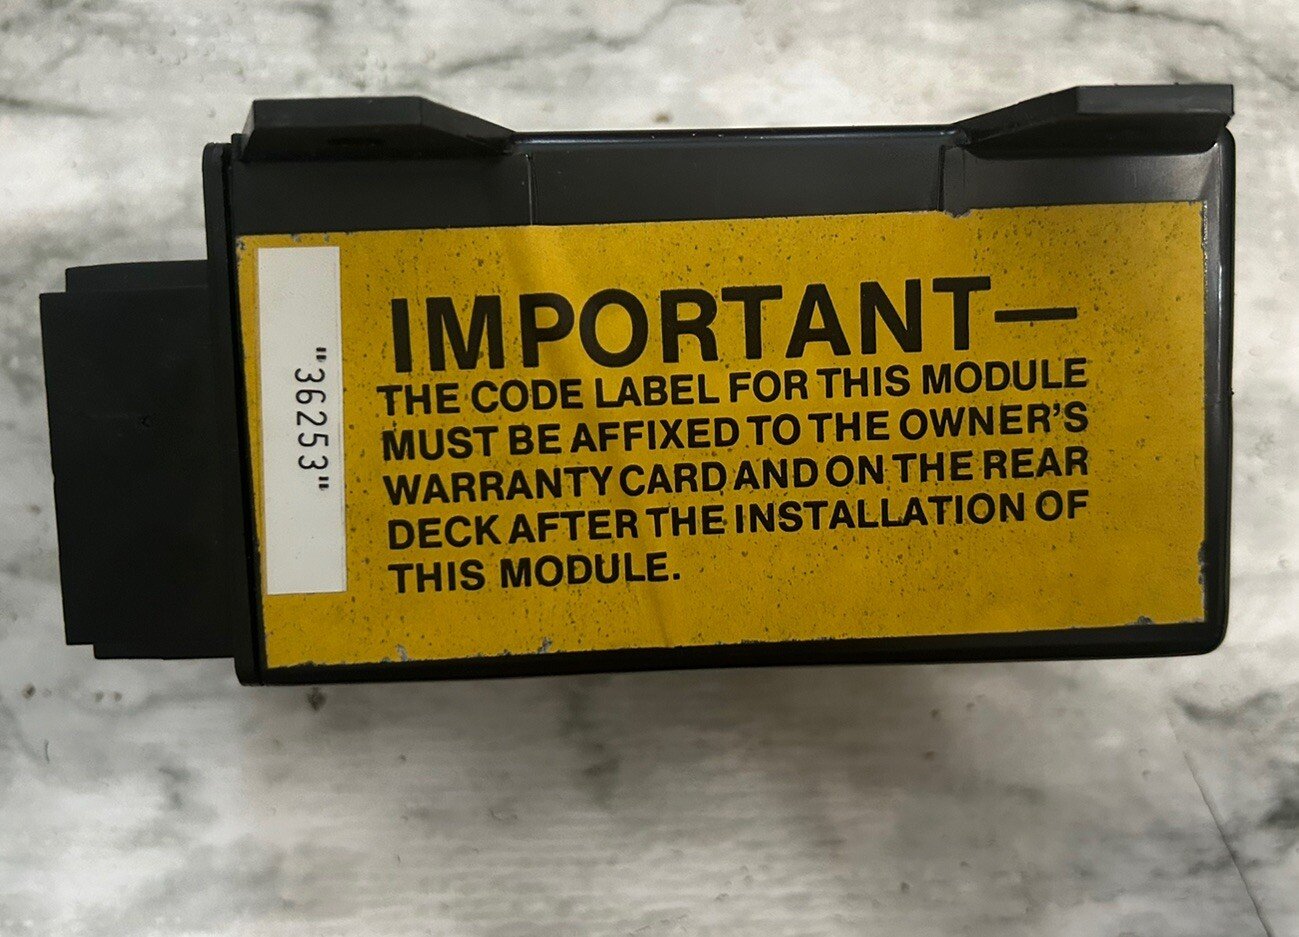 "36253"
IMPORTANT—
THE CODE LABEL FOR THIS MODULE
MUST BE AFFIXED TO THE OWNER'S
WARRANTY CARD AND ON THE REAR
DECK AFTER THE INSTALLATION OF
THIS MODULE.